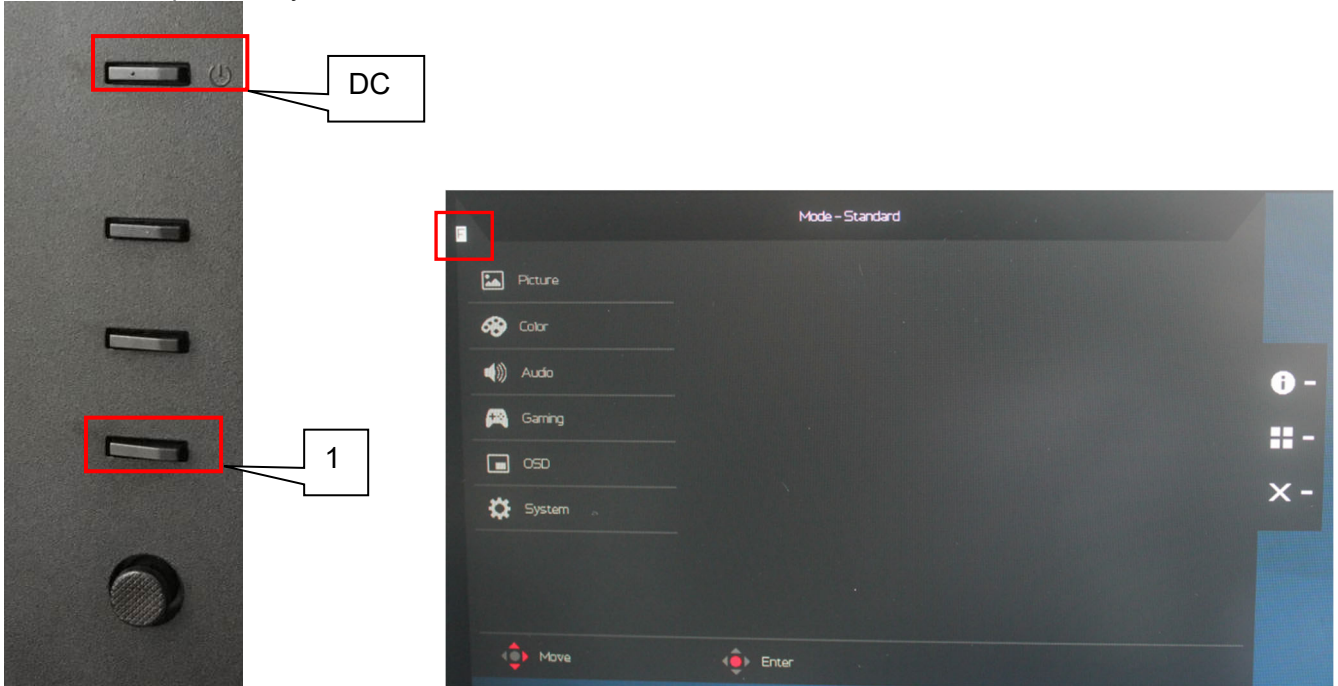 DC
1
Mode - Standard
F
Picture
Color
Audio
Gaming
OSD
System
Move
Enter